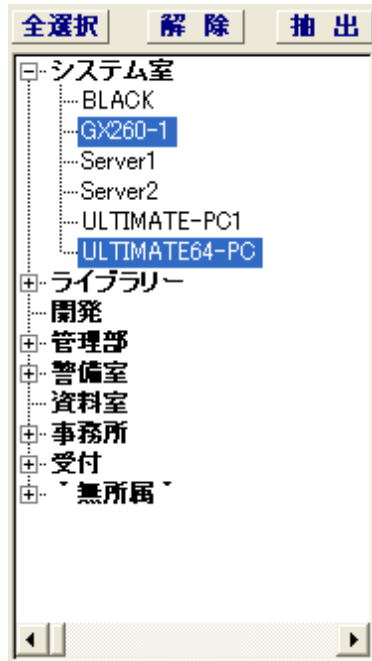 全選択 解 除 抽 出
システム室
BLACK
GX260-1
Server1
Server2
ULTIMATE-PC1
ULTIMATE64-PC
ライブラリー
開発
管理部
警備室
資料室
事務所
受付
゛無所属゛